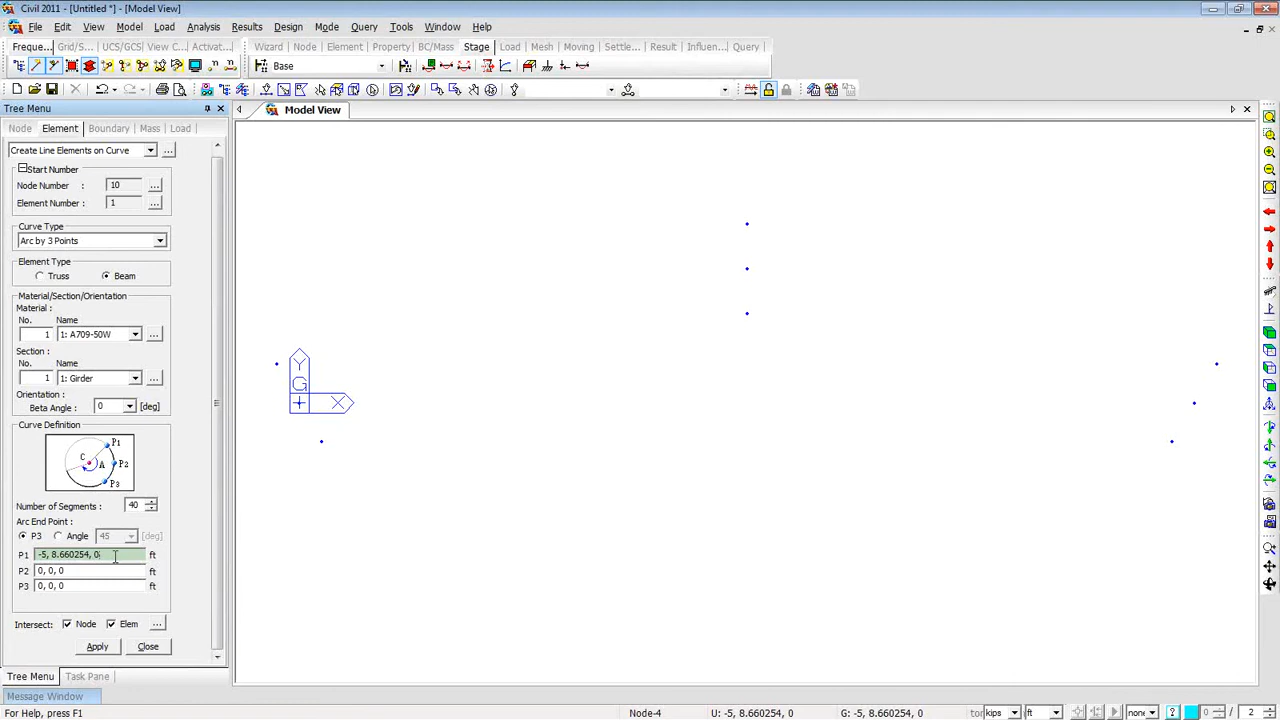 Civil 2011 - [Untitled *] - [Model View]
File Edit View Model Load Analysis Results Design Mode Query Tools Window Help
Freque... Grid/S... UCS/GCS View C... Activat... Wizard Node Element Property BC/Mass Stage Load Mesh Moving Settle... Result Influen... Query
Base
Tree Menu
Model View
Node Element Boundary Mass Load
Create Line Elements on Curve ...
Start Number
Node Number : 10 ...
Element Number : 1 ...
Curve Type
Arc by 3 Points
Element Type
Truss Beam
Material/Section/Orientation
Material :
No. Name
1 1: A709-50W ...
Section :
No. Name
1 1: Girder ...
Orientation :
Beta Angle : 0 [deg]
Curve Definition
P1
C A P2
P3
Number of Segments : 40
Arc End Point :
P3 Angle 45 [deg]
P1 -5, 8.660254, 0 ft
P2 0, 0, 0 ft
P3 0, 0, 0 ft
Intersect: Node Elem ...
Apply Close
Y
G
X
Tree Menu Task Pane
Message Window
For Help, press F1 Node-4 U: -5, 8.660254, 0 G: -5, 8.660254, 0 kips ft none ? 0 / 2